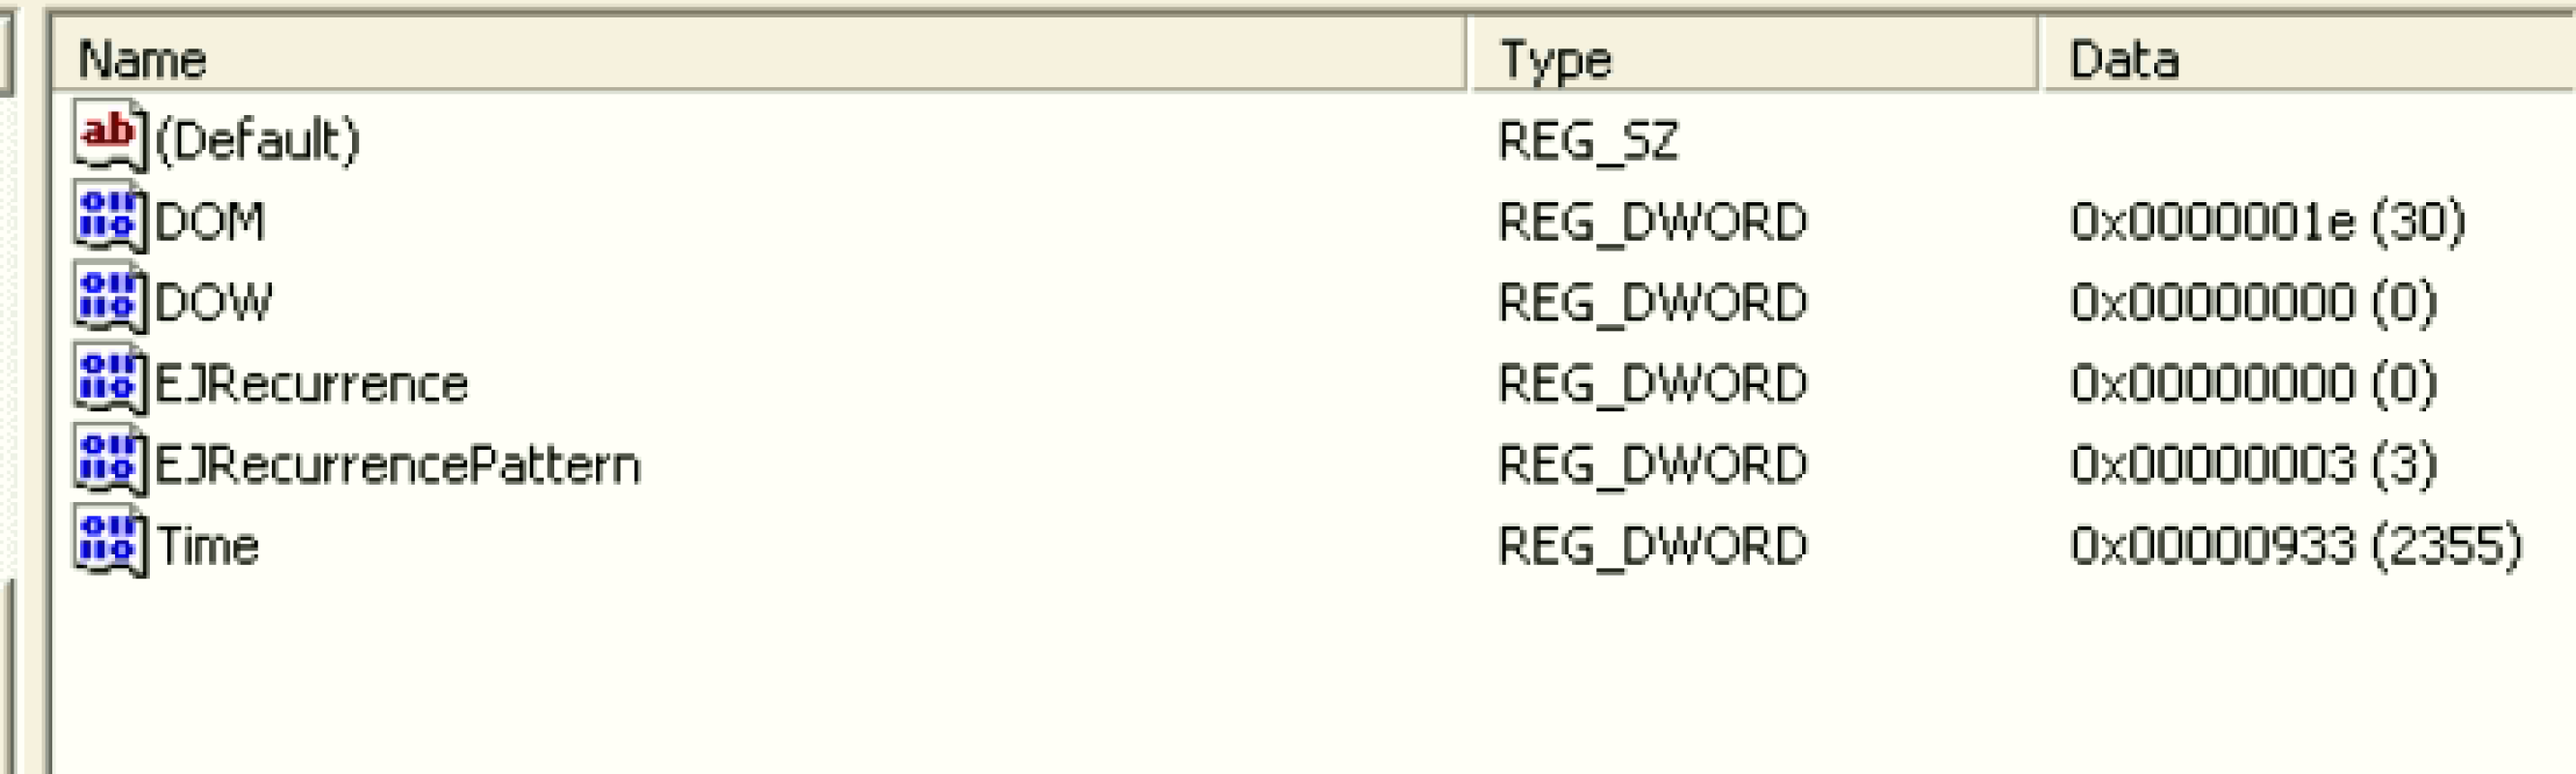 Name Type Data
(Default) REG_SZ
DOM REG_DWORD 0x0000001e (30)
DOW REG_DWORD 0x00000000 (0)
EJRecurrence REG_DWORD 0x00000000 (0)
EJRecurrencePattern REG_DWORD 0x00000003 (3)
Time REG_DWORD 0x00000933 (2355)